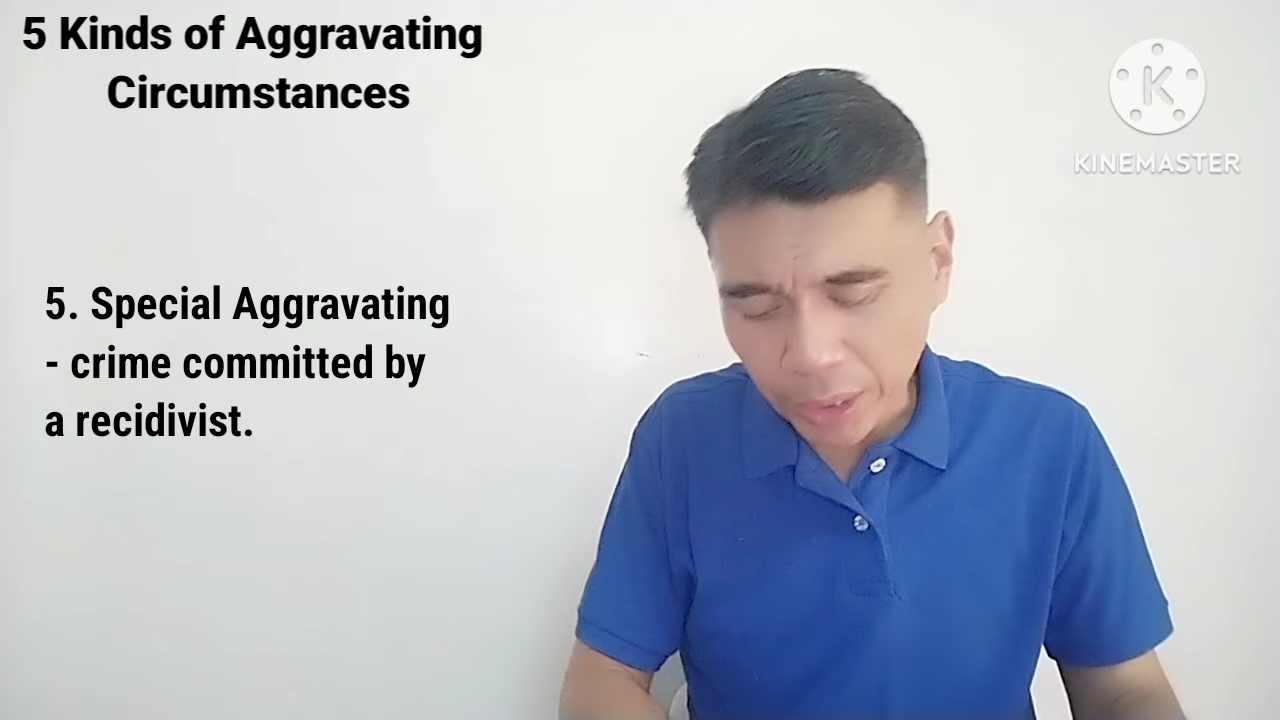 5 Kinds of Aggravating
Circumstances
K
KINEMASTER
5. Special Aggravating
- crime committed by
a recidivist.